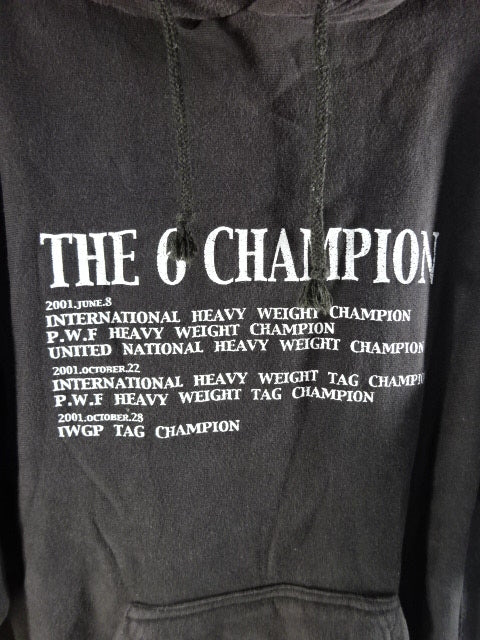 THE 6 CHAMPION
2001.JUNE.8
INTERNATIONAL HEAVY WEIGHT CHAMPION
P.W.F HEAVY WEIGHT CHAMPION
UNITED NATIONAL HEAVY WEIGHT CHAMPION
2001.OCTOBER.22
INTERNATIONAL HEAVY WEIGHT TAG CHAMPION
P.W.F HEAVY WEIGHT TAG CHAMPION
2001.OCTOBER.28
IWGP TAG CHAMPION